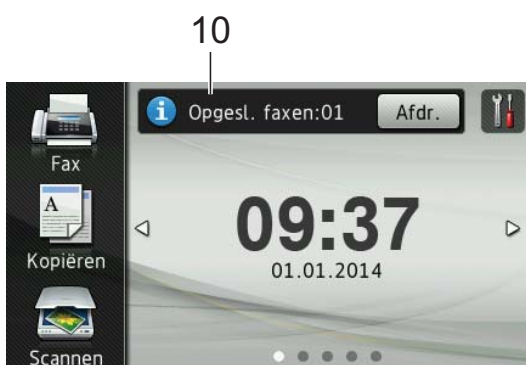 10
Opgesl. faxen:01 Afdr.
Fax
A
Kopiëren
09:37
01.01.2014
Scannen